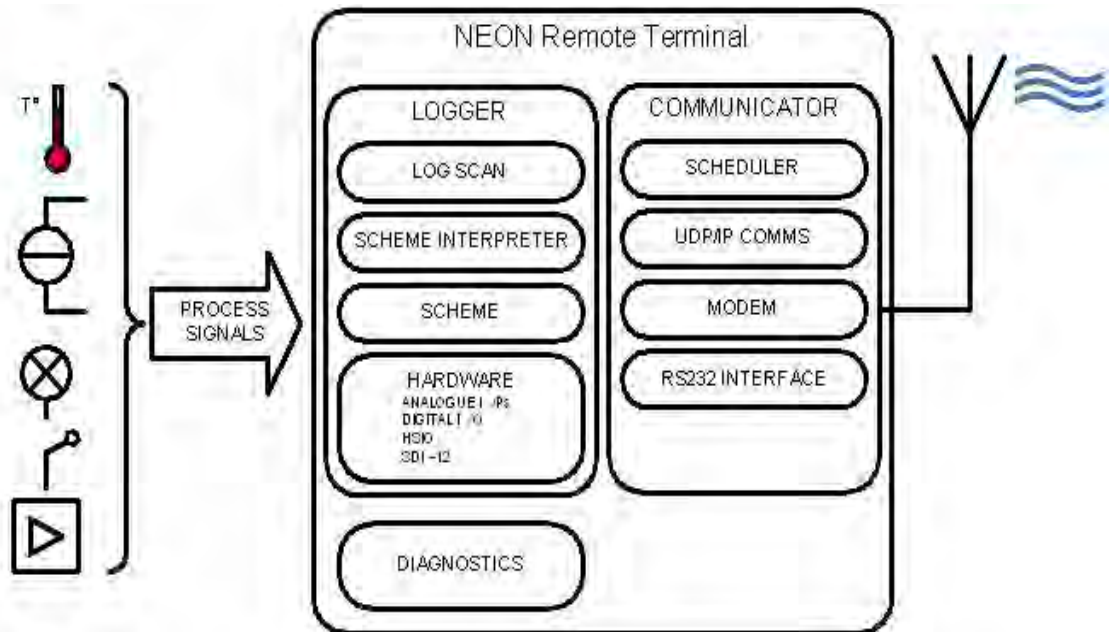 NEON Remote Terminal
T°
PROCESS
SIGNALS
LOGGER
LOG SCAN
SCHEME INTERPRETER
SCHEME
HARDWARE
ANALOGUE I/Ps
DIGITAL I/O
HSIO
SDI-12
DIAGNOSTICS
COMMUNICATOR
SCHEDULER
UDP/IP COMMS
MODEM
RS232 INTERFACE